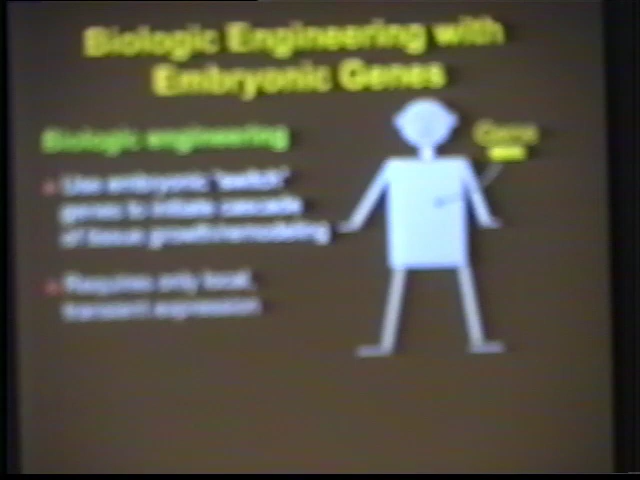 Biologic Engineering with
Embryonic Genes
Biologic engineering
Use embryonic "switch"
genes to initiate cascade
of tissue growth/remodeling
Requires only local,
transient expression
Gene